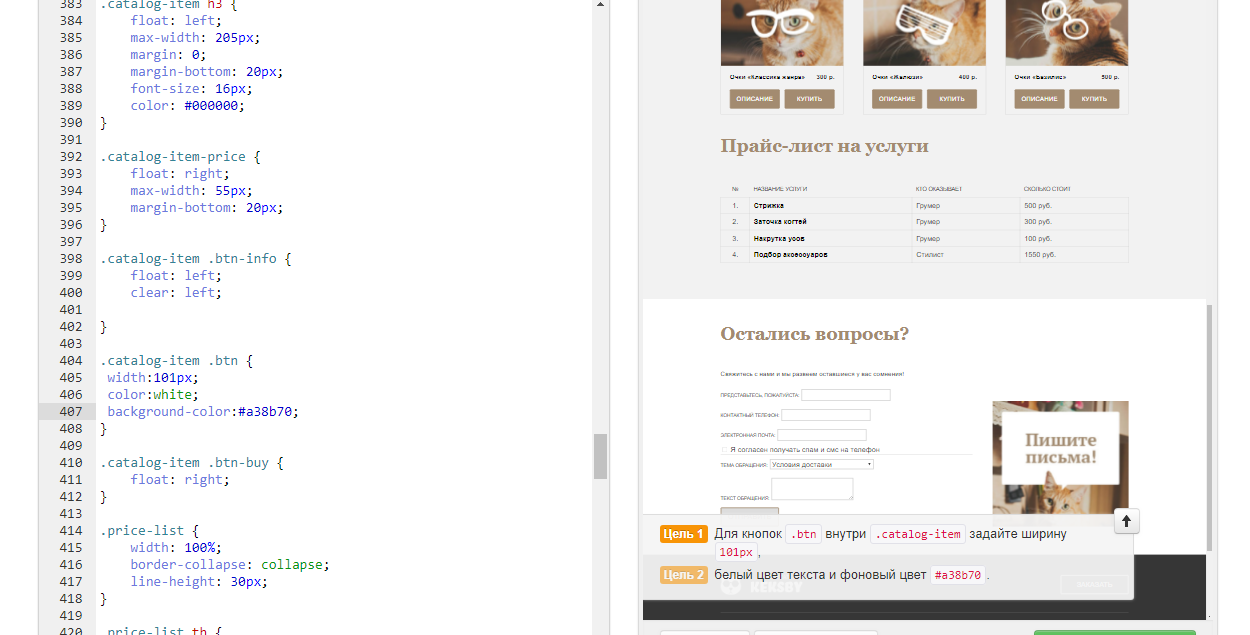 383 .catalog-item h3 {
384 float: left;
385 max-width: 205px;
386 margin: 0;
387 margin-bottom: 20px;
388 font-size: 16px;
389 color: #000000;
390 }
391
392 .catalog-item-price {
393 float: right;
394 max-width: 55px;
395 margin-bottom: 20px;
396 }
397
398 .catalog-item .btn-info {
399 float: left;
400 clear: left;
401
402 }
403
404 .catalog-item .btn {
405 width:101px;
406 color:white;
407 background-color:#a38b70;
408 }
409
410 .catalog-item .btn-buy {
411 float: right;
412 }
413
414 .price-list {
415 width: 100%;
416 border-collapse: collapse;
417 line-height: 30px;
418 }
419
420 .price-list th {
Очки «Классика жанра» 300 р.
ОПИСАНИЕ КУПИТЬ
Очки «Жалюзи» 400 р.
ОПИСАНИЕ КУПИТЬ
Очки «Базилис» 500 р.
ОПИСАНИЕ КУПИТЬ
Прайс-лист на услуги
№ НАЗВАНИЕ УСЛУГИ КТО ОКАЗЫВАЕТ СКОЛЬКО СТОИТ
1. Стрижка Грумер 500 руб.
2. Заточка когтей Грумер 300 руб.
3. Накрутка усов Грумер 100 руб.
4. Подбор аксессуаров Стилист 1550 руб.
Остались вопросы?
Свяжитесь с нами и мы развеем оставшиеся у вас сомнения!
ПРЕДСТАВЬТЕСЬ, ПОЖАЛУЙСТА:
КОНТАКТНЫЙ ТЕЛЕФОН:
ЭЛЕКТРОННАЯ ПОЧТА:
Я согласен получать спам и смс на телефон
ТЕМА ОБРАЩЕНИЯ: Условия доставки
ТЕКСТ ОБРАЩЕНИЯ:
Пишите
письма!
Цель 1 Для кнопок .btn внутри .catalog-item задайте ширину
101px,
Цель 2 белый цвет текста и фоновый цвет #a38b70.